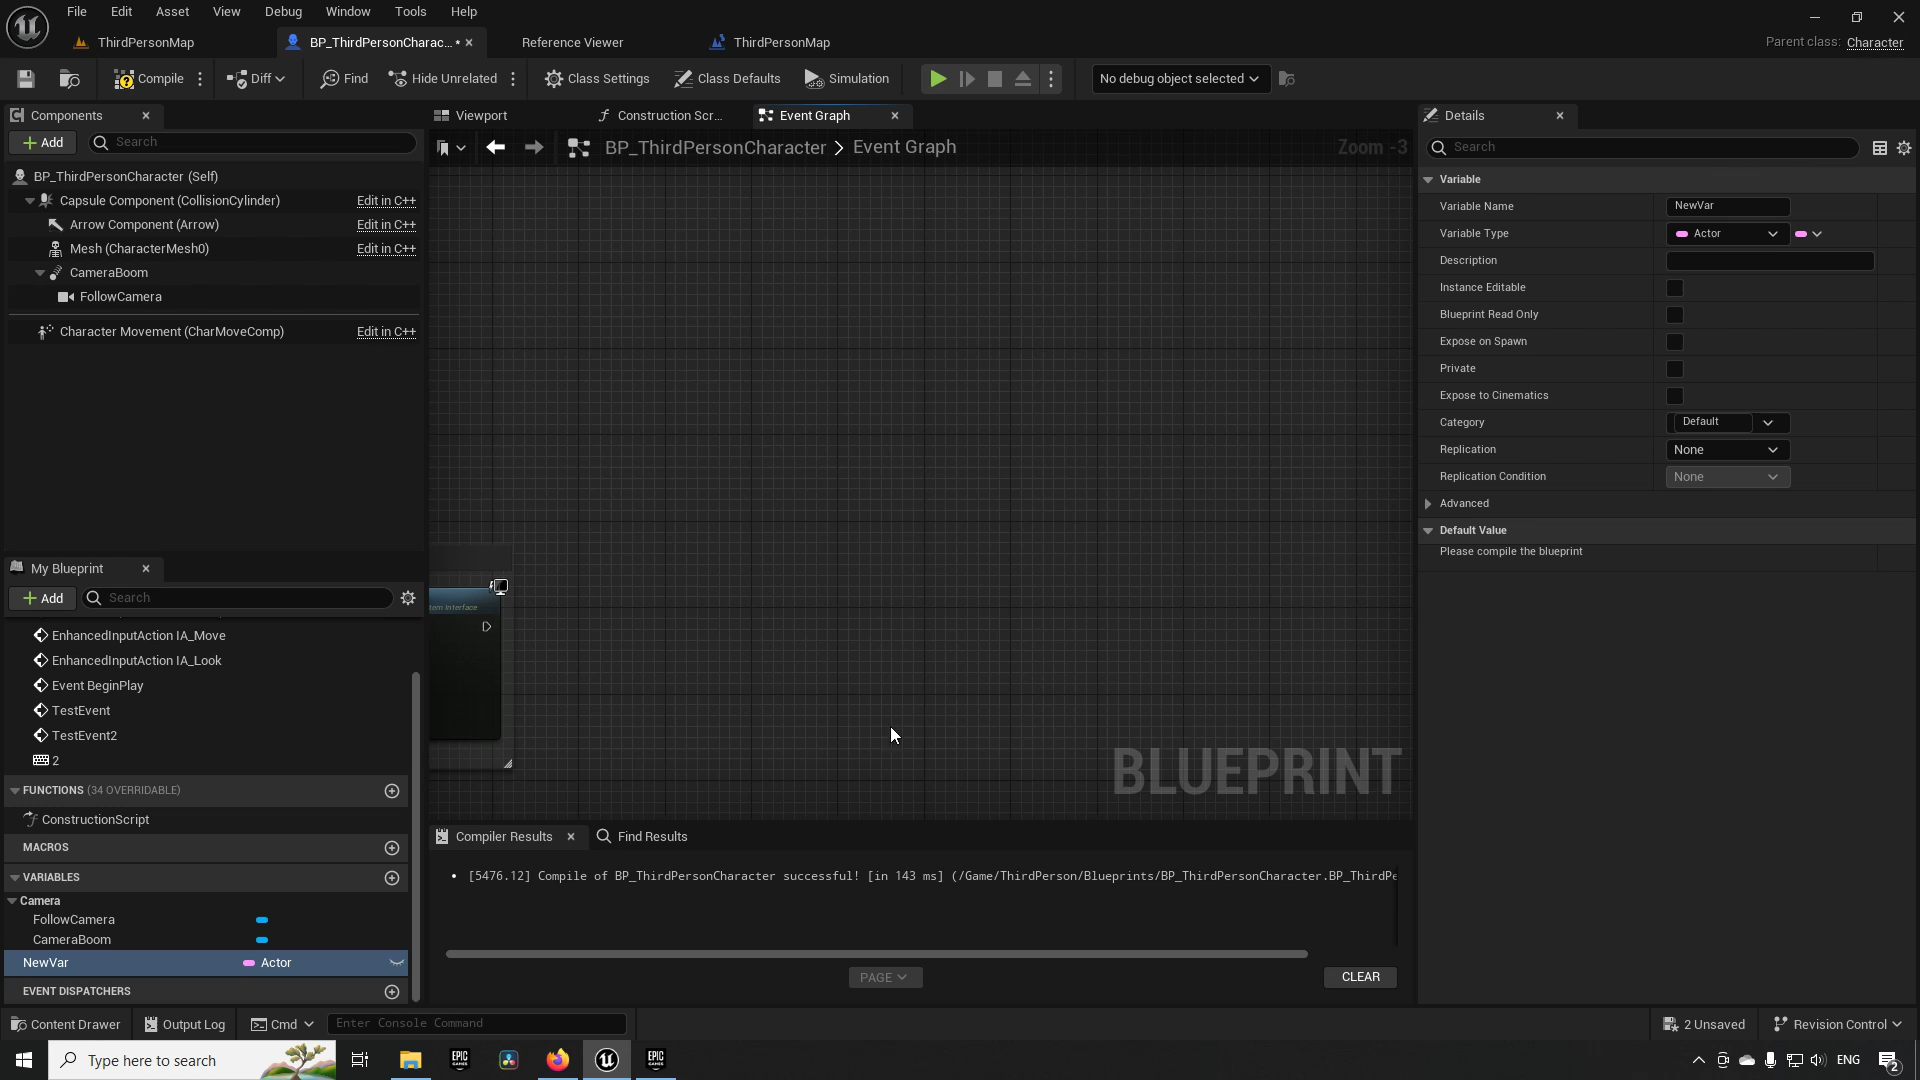 File Edit Asset View Debug Window Tools Help
ThirdPersonMap
BP_ThirdPersonCharac... •
Reference Viewer
ThirdPersonMap
Parent class: Character
Compile
Diff
Find
Hide Unrelated
Class Settings
Class Defaults
Simulation
No debug object selected
Components
Add
Search
BP_ThirdPersonCharacter (Self)
Capsule Component (CollisionCylinder) Edit in C++
Arrow Component (Arrow) Edit in C++
Mesh (CharacterMesh0) Edit in C++
CameraBoom
FollowCamera
Character Movement (CharMoveComp) Edit in C++
My Blueprint
Add
Search
EnhancedInputAction IA_Move
EnhancedInputAction IA_Look
Event BeginPlay
TestEvent
TestEvent2
2
FUNCTIONS (34 OVERRIDABLE)
ConstructionScript
MACROS
VARIABLES
Camera
FollowCamera
CameraBoom
NewVar Actor
EVENT DISPATCHERS
Viewport
Construction Scr...
Event Graph
BP_ThirdPersonCharacter > Event Graph
Zoom -3
tem Interface
BLUEPRINT
Compiler Results
Find Results
• [5476.12] Compile of BP_ThirdPersonCharacter successful! [in 143 ms] (/Game/ThirdPerson/Blueprints/BP_ThirdPersonCharacter.BP_ThirdPe
PAGE
CLEAR
Details
Search
Variable
Variable Name NewVar
Variable Type Actor
Description
Instance Editable
Blueprint Read Only
Expose on Spawn
Private
Expose to Cinematics
Category Default
Replication None
Replication Condition None
Advanced
Default Value
Please compile the blueprint
Content Drawer
Output Log
Cmd
Enter Console Command
2 Unsaved
Revision Control
Type here to search
EPIC GAMES
EPIC GAMES
ENG
2